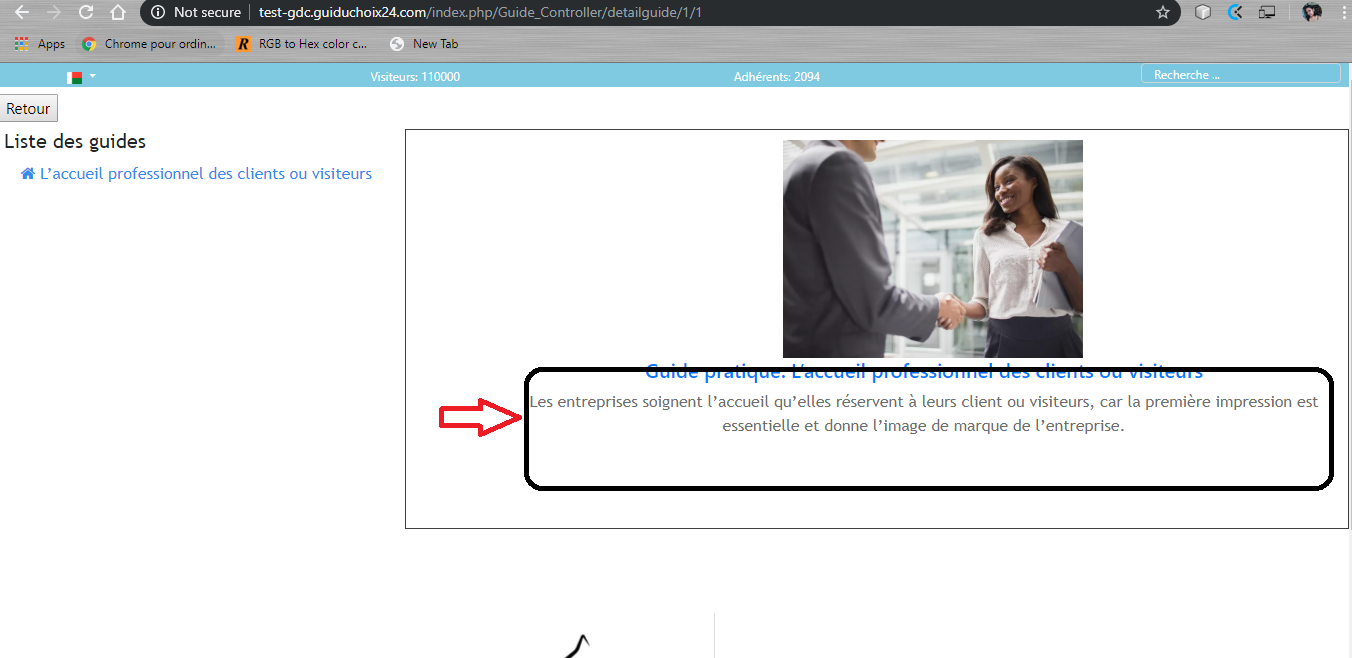 Not secure
test-gdc.guiduchoix24.com/index.php/Guide_Controller/detailguide/1/1
Apps
Chrome pour ordin...
R RGB to Hex color c...
New Tab
Visiteurs: 110000
Adhérents: 2094
Recherche ...
Retour
Liste des guides
L’accueil professionnel des clients ou visiteurs
Guide pratique: L’accueil professionnel des clients ou visiteurs
Les entreprises soignent l’accueil qu’elles réservent à leurs client ou visiteurs, car la première impression est
essentielle et donne l’image de marque de l’entreprise.